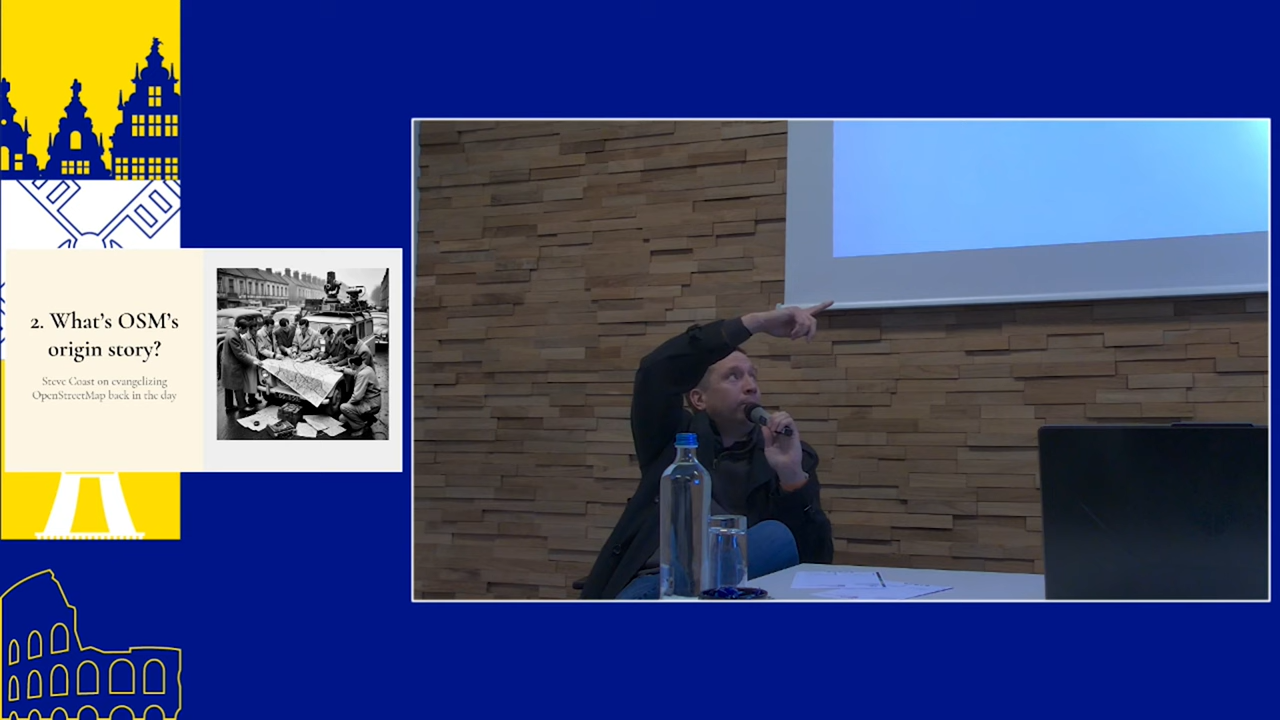 2. What's OSM's
origin story?
Steve Coast on evangelizing
OpenStreetMap back in the day